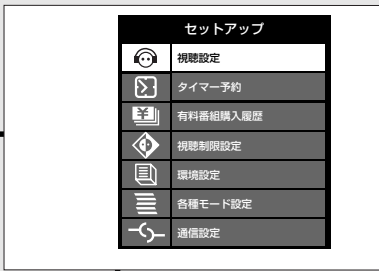 セットアップ
視聴設定
タイマー予約
有料番組購入履歴
視聴制限設定
環境設定
各種モード設定
通信設定